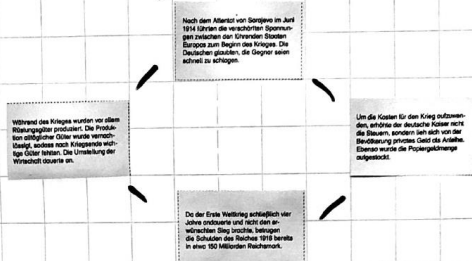 Nach dem Attentat von Sarajevo im Juni
1914 führten die verschärften Spannun-
gen zwischen den führenden Staaten
Europas zum Beginn des Krieges. Die
Deutschen glaubten, die Gegner seien
schnell zu schlagen.
Während des Krieges wurden vor allem
Rüstungsgüter produziert. Die Produk-
tion alltäglicher Güter wurde vernach-
lässigt, sodass nach Kriegsende wich-
tige Güter fehlten. Die Umstellung der
Wirtschaft dauerte an.
Um die Kosten für den Krieg aufzuwen-
den, erhöhte der deutsche Kaiser nicht
die Steuern, sondern lieh sich von der
Bevölkerung privates Geld als Anleihe.
Ebenso wurde die Papiergeldmenge
aufgestockt.
Da der Erste Weltkrieg schließlich vier
Jahre andauerte und nicht den er-
wünschten Sieg brachte, betrugen
die Schulden des Reiches 1918 bereits
in etwa 150 Milliarden Reichsmark.